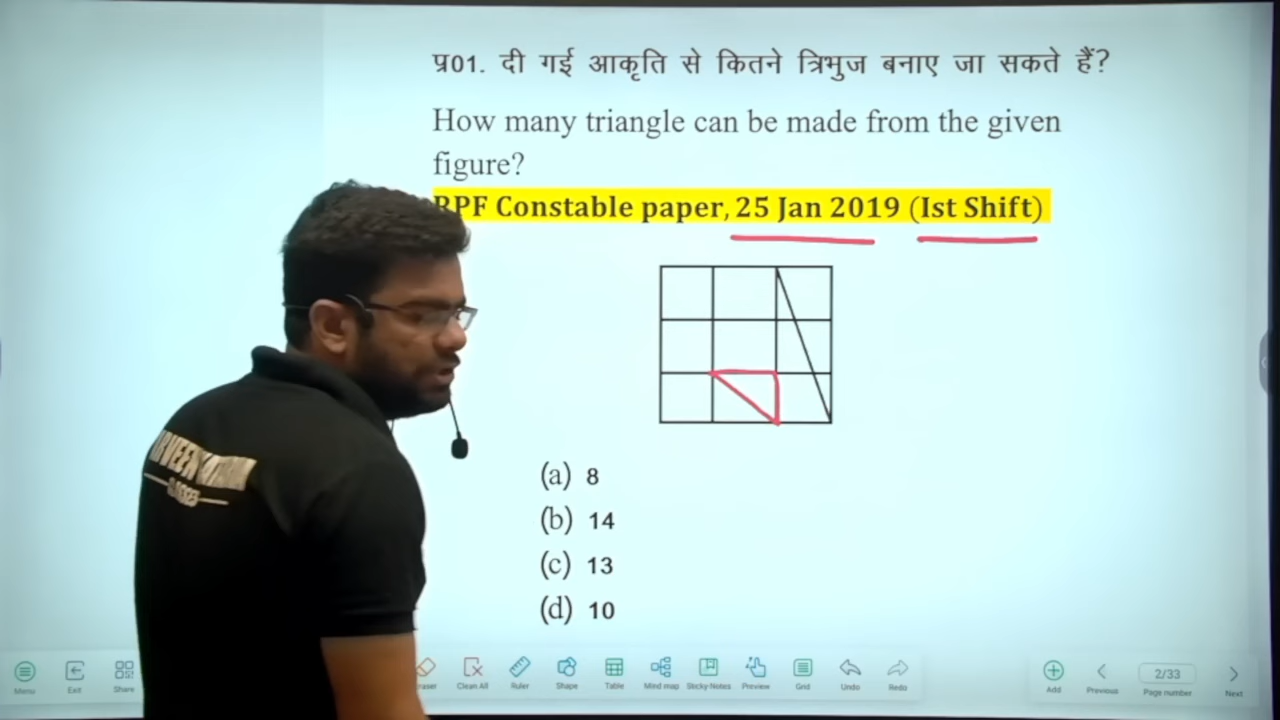 प्र01. दी गई आकृति से कितने त्रिभुज बनाए जा सकते हैं?
How many triangle can be made from the given
figure?
RPF Constable paper, 25 Jan 2019 (Ist Shift)
(a) 8
(b) 14
(c) 13
(d) 10
CLASSES
Menu Exit Share Clean All Ruler Shape Table Mind map Sticky Notes Preview Grid Undo Redo Add Previous 2/33 Page number Next